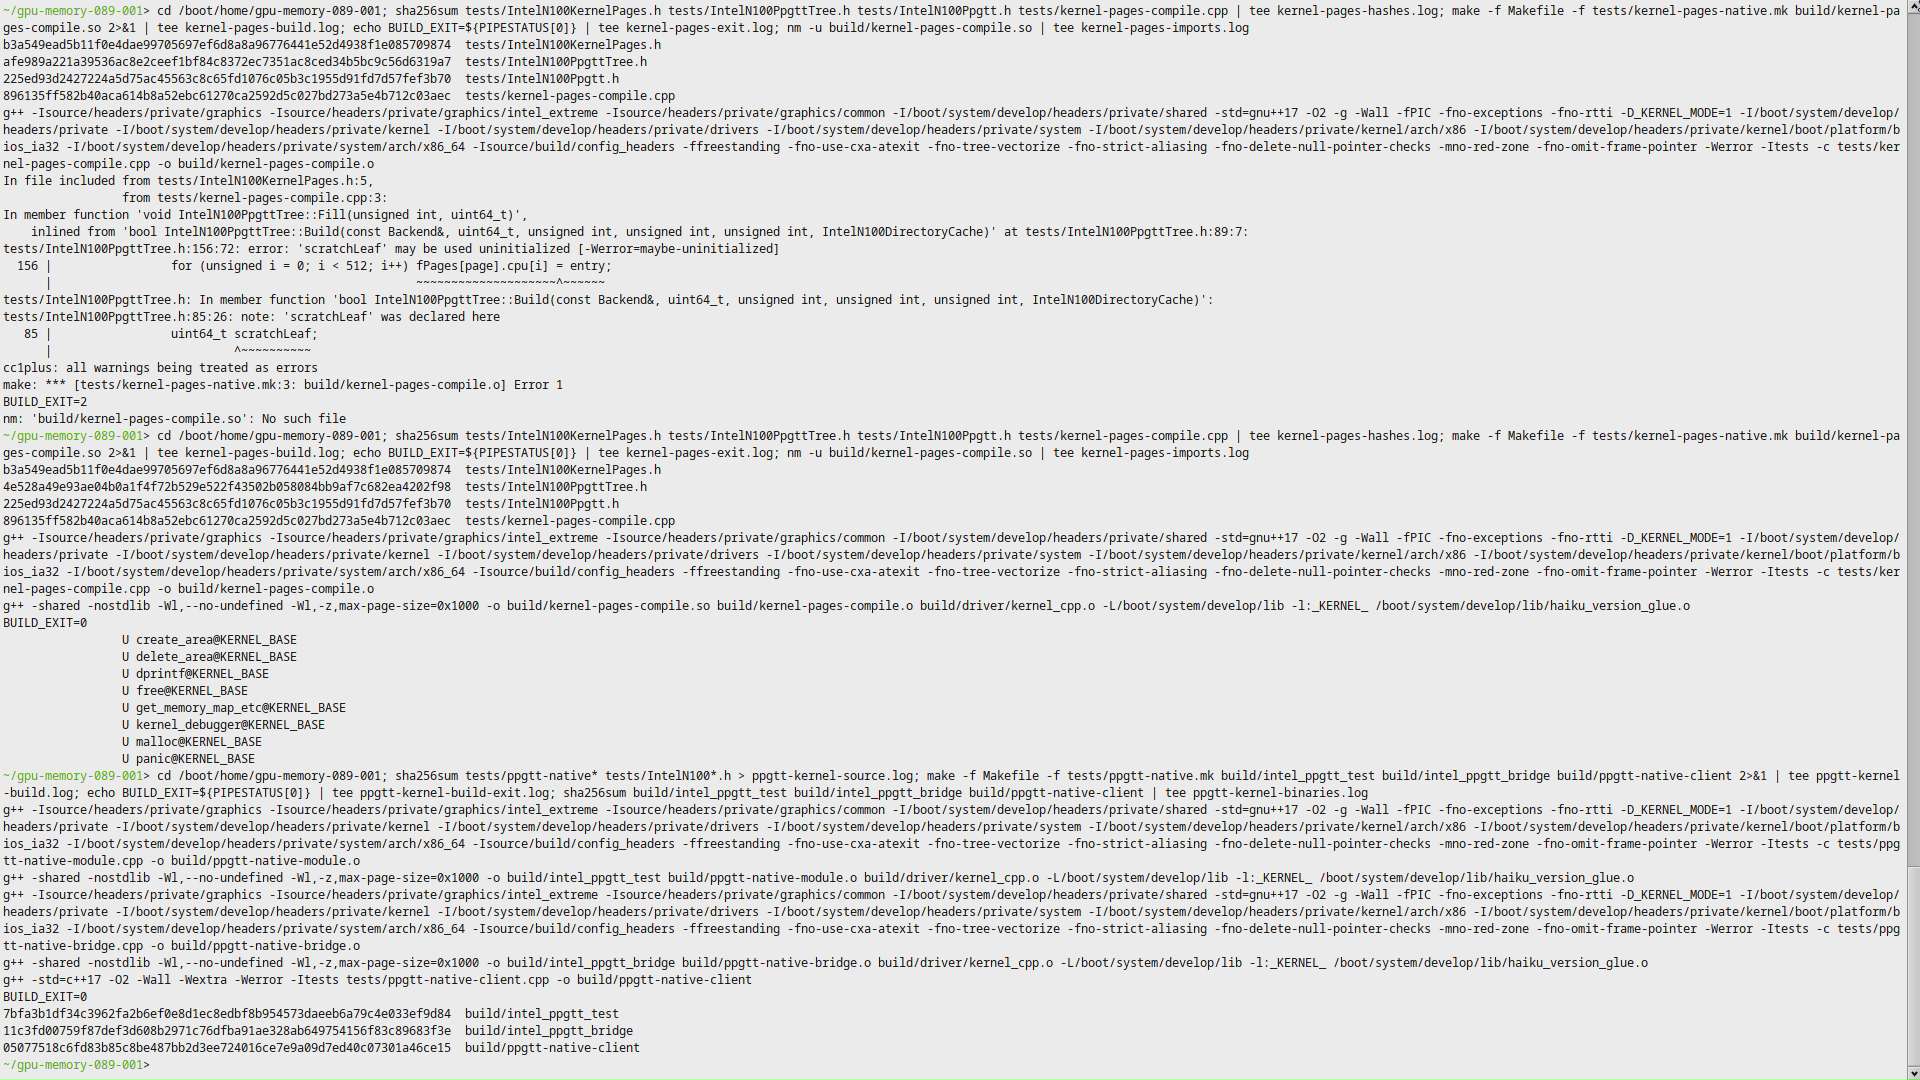 ~/gpu-memory-089-001> cd /boot/home/gpu-memory-089-001; sha256sum tests/IntelN100KernelPages.h tests/IntelN100PpgttTree.h tests/IntelN100Ppgtt.h tests/kernel-pages-compile.cpp | tee kernel-pages-hashes.log; make -f Makefile -f tests/kernel-pages-native.mk build/kernel-pa
ges-compile.so 2>&1 | tee kernel-pages-build.log; echo BUILD_EXIT=${PIPESTATUS[0]} | tee kernel-pages-exit.log; nm -u build/kernel-pages-compile.so | tee kernel-pages-imports.log
b3a549ead5b11f0e4dae99705697ef6d8a8a96776441e52d4938f1e085709874  tests/IntelN100KernelPages.h
afe989a221a39536ac8e2ceef1bf84c8372ec7351ac8ced34b5bc9c56d6319a7  tests/IntelN100PpgttTree.h
225ed93d2427224a5d75ac45563c8c65fd1076c05b3c1955d91fd7d57fef3b70  tests/IntelN100Ppgtt.h
896135ff582b40aca614b8a52ebc61270ca2592d5c027bd273a5e4b712c03aec  tests/kernel-pages-compile.cpp
g++ -Isource/headers/private/graphics -Isource/headers/private/graphics/intel_extreme -Isource/headers/private/graphics/common -I/boot/system/develop/headers/private/shared -std=gnu++17 -O2 -g -Wall -fPIC -fno-exceptions -fno-rtti -D_KERNEL_MODE=1 -I/boot/system/develop/
headers/private -I/boot/system/develop/headers/private/kernel -I/boot/system/develop/headers/private/drivers -I/boot/system/develop/headers/private/system -I/boot/system/develop/headers/private/kernel/arch/x86 -I/boot/system/develop/headers/private/kernel/boot/platform/b
ios_ia32 -I/boot/system/develop/headers/private/system/arch/x86_64 -Isource/build/config_headers -ffreestanding -fno-use-cxa-atexit -fno-tree-vectorize -fno-strict-aliasing -fno-delete-null-pointer-checks -mno-red-zone -fno-omit-frame-pointer -Werror -Itests -c tests/ker
nel-pages-compile.cpp -o build/kernel-pages-compile.o
In file included from tests/IntelN100KernelPages.h:5,
                 from tests/kernel-pages-compile.cpp:3:
In member function 'void IntelN100PpgttTree::Fill(unsigned int, uint64_t)',
    inlined from 'bool IntelN100PpgttTree::Build(const Backend&, uint64_t, unsigned int, unsigned int, unsigned int, IntelN100DirectoryCache)' at tests/IntelN100PpgttTree.h:89:7:
tests/IntelN100PpgttTree.h:156:72: error: 'scratchLeaf' may be used uninitialized [-Werror=maybe-uninitialized]
  156 |                 for (unsigned i = 0; i < 512; i++) fPages[page].cpu[i] = entry;
      |                                                    ~~~~~~~~~~~~~~~~~~~~^~~~~~~
tests/IntelN100PpgttTree.h: In member function 'bool IntelN100PpgttTree::Build(const Backend&, uint64_t, unsigned int, unsigned int, unsigned int, IntelN100DirectoryCache)':
tests/IntelN100PpgttTree.h:85:26: note: 'scratchLeaf' was declared here
   85 |                 uint64_t scratchLeaf;
      |                          ^~~~~~~~~~~
cc1plus: all warnings being treated as errors
make: *** [tests/kernel-pages-native.mk:3: build/kernel-pages-compile.o] Error 1
BUILD_EXIT=2
nm: 'build/kernel-pages-compile.so': No such file
~/gpu-memory-089-001> cd /boot/home/gpu-memory-089-001; sha256sum tests/IntelN100KernelPages.h tests/IntelN100PpgttTree.h tests/IntelN100Ppgtt.h tests/kernel-pages-compile.cpp | tee kernel-pages-hashes.log; make -f Makefile -f tests/kernel-pages-native.mk build/kernel-pa
ges-compile.so 2>&1 | tee kernel-pages-build.log; echo BUILD_EXIT=${PIPESTATUS[0]} | tee kernel-pages-exit.log; nm -u build/kernel-pages-compile.so | tee kernel-pages-imports.log
b3a549ead5b11f0e4dae99705697ef6d8a8a96776441e52d4938f1e085709874  tests/IntelN100KernelPages.h
4e528a49e93ae04b0a1f4f72b529e522f43502b058084bb9af7c682ea4202f98  tests/IntelN100PpgttTree.h
225ed93d2427224a5d75ac45563c8c65fd1076c05b3c1955d91fd7d57fef3b70  tests/IntelN100Ppgtt.h
896135ff582b40aca614b8a52ebc61270ca2592d5c027bd273a5e4b712c03aec  tests/kernel-pages-compile.cpp
g++ -Isource/headers/private/graphics -Isource/headers/private/graphics/intel_extreme -Isource/headers/private/graphics/common -I/boot/system/develop/headers/private/shared -std=gnu++17 -O2 -g -Wall -fPIC -fno-exceptions -fno-rtti -D_KERNEL_MODE=1 -I/boot/system/develop/
headers/private -I/boot/system/develop/headers/private/kernel -I/boot/system/develop/headers/private/drivers -I/boot/system/develop/headers/private/system -I/boot/system/develop/headers/private/kernel/arch/x86 -I/boot/system/develop/headers/private/kernel/boot/platform/b
ios_ia32 -I/boot/system/develop/headers/private/system/arch/x86_64 -Isource/build/config_headers -ffreestanding -fno-use-cxa-atexit -fno-tree-vectorize -fno-strict-aliasing -fno-delete-null-pointer-checks -mno-red-zone -fno-omit-frame-pointer -Werror -Itests -c tests/ker
nel-pages-compile.cpp -o build/kernel-pages-compile.o
g++ -shared -nostdlib -Wl,--no-undefined -Wl,-z,max-page-size=0x1000 -o build/kernel-pages-compile.so build/kernel-pages-compile.o build/driver/kernel_cpp.o -L/boot/system/develop/lib -l:_KERNEL_ /boot/system/develop/lib/haiku_version_glue.o
BUILD_EXIT=0
                 U create_area@KERNEL_BASE
                 U delete_area@KERNEL_BASE
                 U dprintf@KERNEL_BASE
                 U free@KERNEL_BASE
                 U get_memory_map_etc@KERNEL_BASE
                 U kernel_debugger@KERNEL_BASE
                 U malloc@KERNEL_BASE
                 U panic@KERNEL_BASE
~/gpu-memory-089-001> cd /boot/home/gpu-memory-089-001; sha256sum tests/ppgtt-native* tests/IntelN100*.h > ppgtt-kernel-source.log; make -f Makefile -f tests/ppgtt-native.mk build/intel_ppgtt_test build/intel_ppgtt_bridge build/ppgtt-native-client 2>&1 | tee ppgtt-kernel
-build.log; echo BUILD_EXIT=${PIPESTATUS[0]} | tee ppgtt-kernel-build-exit.log; sha256sum build/intel_ppgtt_test build/intel_ppgtt_bridge build/ppgtt-native-client | tee ppgtt-kernel-binaries.log
g++ -Isource/headers/private/graphics -Isource/headers/private/graphics/intel_extreme -Isource/headers/private/graphics/common -I/boot/system/develop/headers/private/shared -std=gnu++17 -O2 -g -Wall -fPIC -fno-exceptions -fno-rtti -D_KERNEL_MODE=1 -I/boot/system/develop/
headers/private -I/boot/system/develop/headers/private/kernel -I/boot/system/develop/headers/private/drivers -I/boot/system/develop/headers/private/system -I/boot/system/develop/headers/private/kernel/arch/x86 -I/boot/system/develop/headers/private/kernel/boot/platform/b
ios_ia32 -I/boot/system/develop/headers/private/system/arch/x86_64 -Isource/build/config_headers -ffreestanding -fno-use-cxa-atexit -fno-tree-vectorize -fno-strict-aliasing -fno-delete-null-pointer-checks -mno-red-zone -fno-omit-frame-pointer -Werror -Itests -c tests/ppg
tt-native-module.cpp -o build/ppgtt-native-module.o
g++ -shared -nostdlib -Wl,--no-undefined -Wl,-z,max-page-size=0x1000 -o build/intel_ppgtt_test build/ppgtt-native-module.o build/driver/kernel_cpp.o -L/boot/system/develop/lib -l:_KERNEL_ /boot/system/develop/lib/haiku_version_glue.o
g++ -Isource/headers/private/graphics -Isource/headers/private/graphics/intel_extreme -Isource/headers/private/graphics/common -I/boot/system/develop/headers/private/shared -std=gnu++17 -O2 -g -Wall -fPIC -fno-exceptions -fno-rtti -D_KERNEL_MODE=1 -I/boot/system/develop/
headers/private -I/boot/system/develop/headers/private/kernel -I/boot/system/develop/headers/private/drivers -I/boot/system/develop/headers/private/system -I/boot/system/develop/headers/private/kernel/arch/x86 -I/boot/system/develop/headers/private/kernel/boot/platform/b
ios_ia32 -I/boot/system/develop/headers/private/system/arch/x86_64 -Isource/build/config_headers -ffreestanding -fno-use-cxa-atexit -fno-tree-vectorize -fno-strict-aliasing -fno-delete-null-pointer-checks -mno-red-zone -fno-omit-frame-pointer -Werror -Itests -c tests/ppg
tt-native-bridge.cpp -o build/ppgtt-native-bridge.o
g++ -shared -nostdlib -Wl,--no-undefined -Wl,-z,max-page-size=0x1000 -o build/intel_ppgtt_bridge build/ppgtt-native-bridge.o build/driver/kernel_cpp.o -L/boot/system/develop/lib -l:_KERNEL_ /boot/system/develop/lib/haiku_version_glue.o
g++ -std=c++17 -O2 -Wall -Wextra -Werror -Itests tests/ppgtt-native-client.cpp -o build/ppgtt-native-client
BUILD_EXIT=0
7bfa3b1df34c3962fa2b6ef0e8d1ec8edbf8b954573daeeb6a79c4e033ef9d84  build/intel_ppgtt_test
11c3fd00759f87def3d608b2971c76dfba91ae328ab649754156f83c89683f3e  build/intel_ppgtt_bridge
05077518c6fd83b85c8be487bb2d3ee724016ce7e9a09d7ed40c07301a46ce15  build/ppgtt-native-client
~/gpu-memory-089-001>